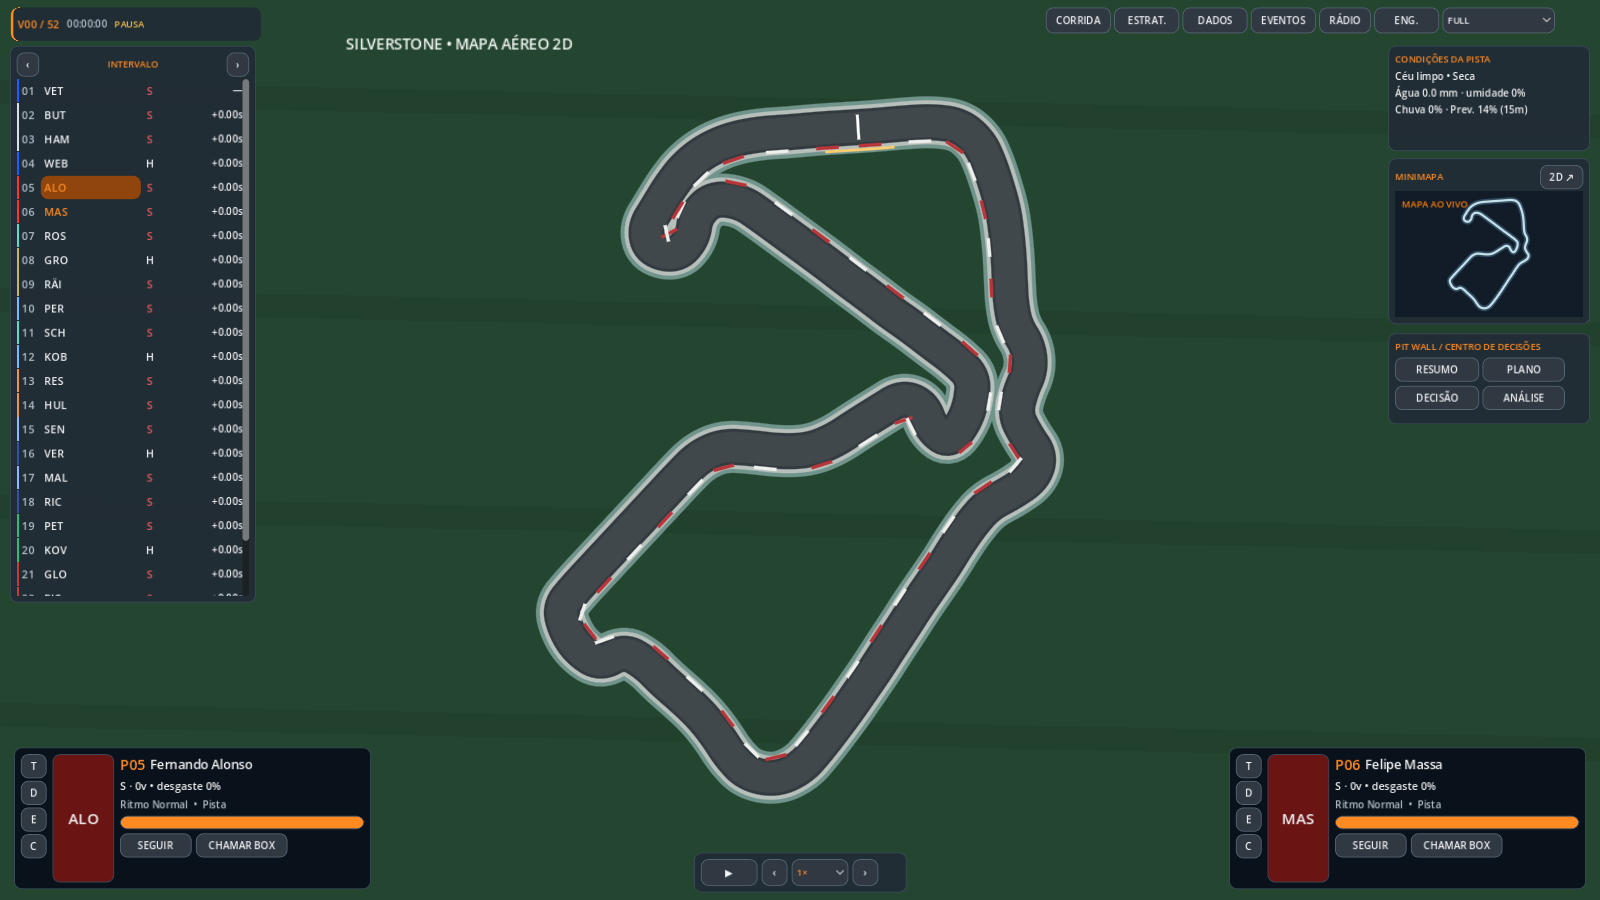 V00 / 52 00:00:00 PAUSA
CORRIDA ESTRAT. DADOS EVENTOS RÁDIO ENG. FULL
SILVERSTONE • MAPA AÉREO 2D
‹ INTERVALO ›
01 VET S —
02 BUT S +0.00s
03 HAM S +0.00s
04 WEB H +0.00s
05 ALO S +0.00s
06 MAS S +0.00s
07 ROS S +0.00s
08 GRO H +0.00s
09 RÄI S +0.00s
10 PER S +0.00s
11 SCH S +0.00s
12 KOB H +0.00s
13 RES S +0.00s
14 HUL S +0.00s
15 SEN S +0.00s
16 VER H +0.00s
17 MAL S +0.00s
18 RIC S +0.00s
19 PET S +0.00s
20 KOV H +0.00s
21 GLO S +0.00s
CONDIÇÕES DA PISTA
Céu limpo • Seca
Água 0.0 mm · umidade 0%
Chuva 0% · Prev. 14% (15m)
MINIMAPA 2D ↗
MAPA AO VIVO
PIT WALL / CENTRO DE DECISÕES
RESUMO PLANO
DECISÃO ANÁLISE
T
D
E
C
ALO
P05 Fernando Alonso
S · 0v • desgaste 0%
Ritmo Normal • Pista
SEGUIR CHAMAR BOX
▶ ‹ 1× ›
T
D
E
C
MAS
P06 Felipe Massa
S · 0v • desgaste 0%
Ritmo Normal • Pista
SEGUIR CHAMAR BOX